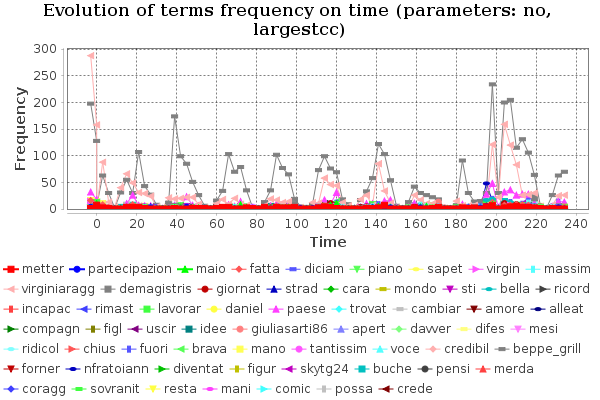 Evolution of terms frequency on time (parameters: no,
largestcc)
Frequency
300
250
200
150
100
50
0
0 20 40 60 80 100 120 140 160 180 200 220 240
Time
metter partecipazion maio fatta diciam piano sapet virgin massim
virginiaragg demagistris giornat strad cara mondo sti bella ricord
incapac rimast lavorar daniel paese trovat cambiar amore alleat
compagn figl uscir idee giuliasarti86 apert davver difes mesi
ridicol chius fuori brava mano tantissim voce credibil beppe_grill
forner nfratoiann diventat figur skytg24 buche pensi merda
coragg sovranit resta mani comic possa crede